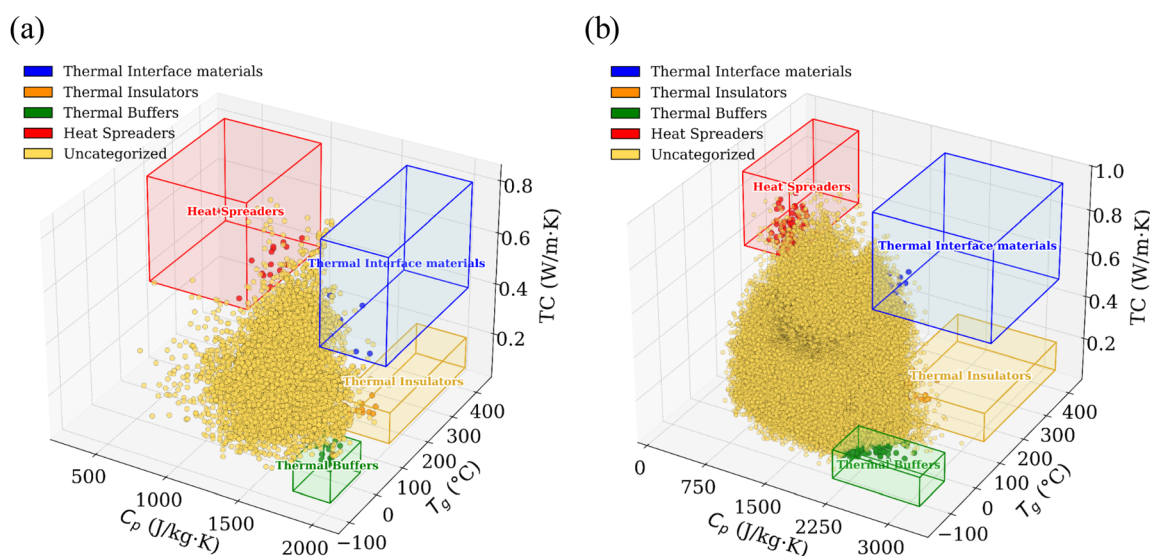 (a)
Thermal Interface materials
Thermal Insulators
Thermal Buffers
Heat Spreaders
Uncategorized
Heat Spreaders
Thermal Interface materials
Thermal Insulators
Thermal Buffers
0.8
0.6
0.4
0.2
TC (W/m·K)
400
300
200
100
0
−100
T_g (°C)
500
1000
1500
2000
C_p (J/kg·K)
(b)
Thermal Interface materials
Thermal Insulators
Thermal Buffers
Heat Spreaders
Uncategorized
Heat Spreaders
Thermal Interface materials
Thermal Insulators
Thermal Buffers
1.0
0.8
0.6
0.4
0.2
TC (W/m·K)
400
300
200
100
0
−100
T_g (°C)
0
750
1500
2250
3000
C_p (J/kg·K)